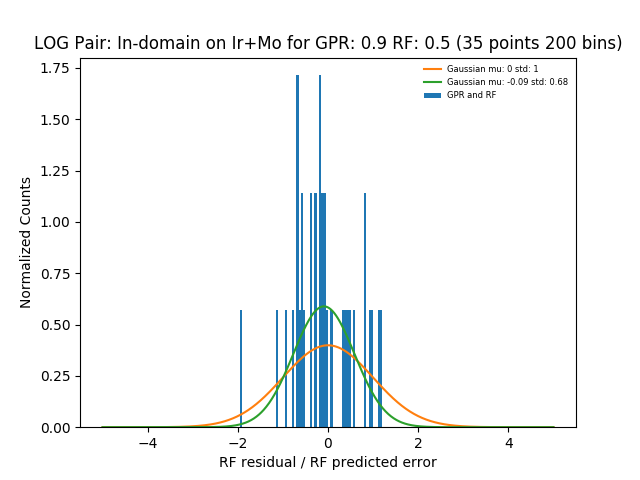 LOG Pair: In-domain on Ir+Mo for GPR: 0.9 RF: 0.5 (35 points 200 bins)
Gaussian mu: 0 std: 1
Gaussian mu: -0.09 std: 0.68
GPR and RF
Normalized Counts
1.75
1.50
1.25
1.00
0.75
0.50
0.25
0.00
−4 −2 0 2 4
RF residual / RF predicted error